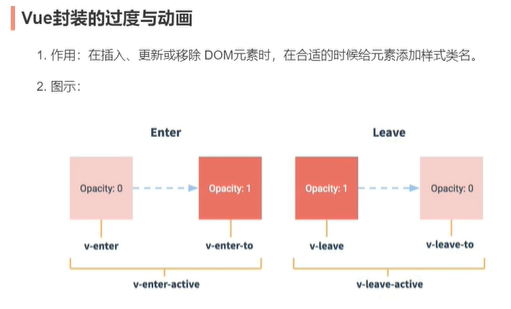 Vue封装的过度与动画
1. 作用：在插入、更新或移除 DOM元素时，在合适的时候给元素添加样式类名。
2. 图示：
Enter
Leave
Opacity: 0
Opacity: 1
Opacity: 1
Opacity: 0
v-enter
v-enter-to
v-leave
v-leave-to
v-enter-active
v-leave-active